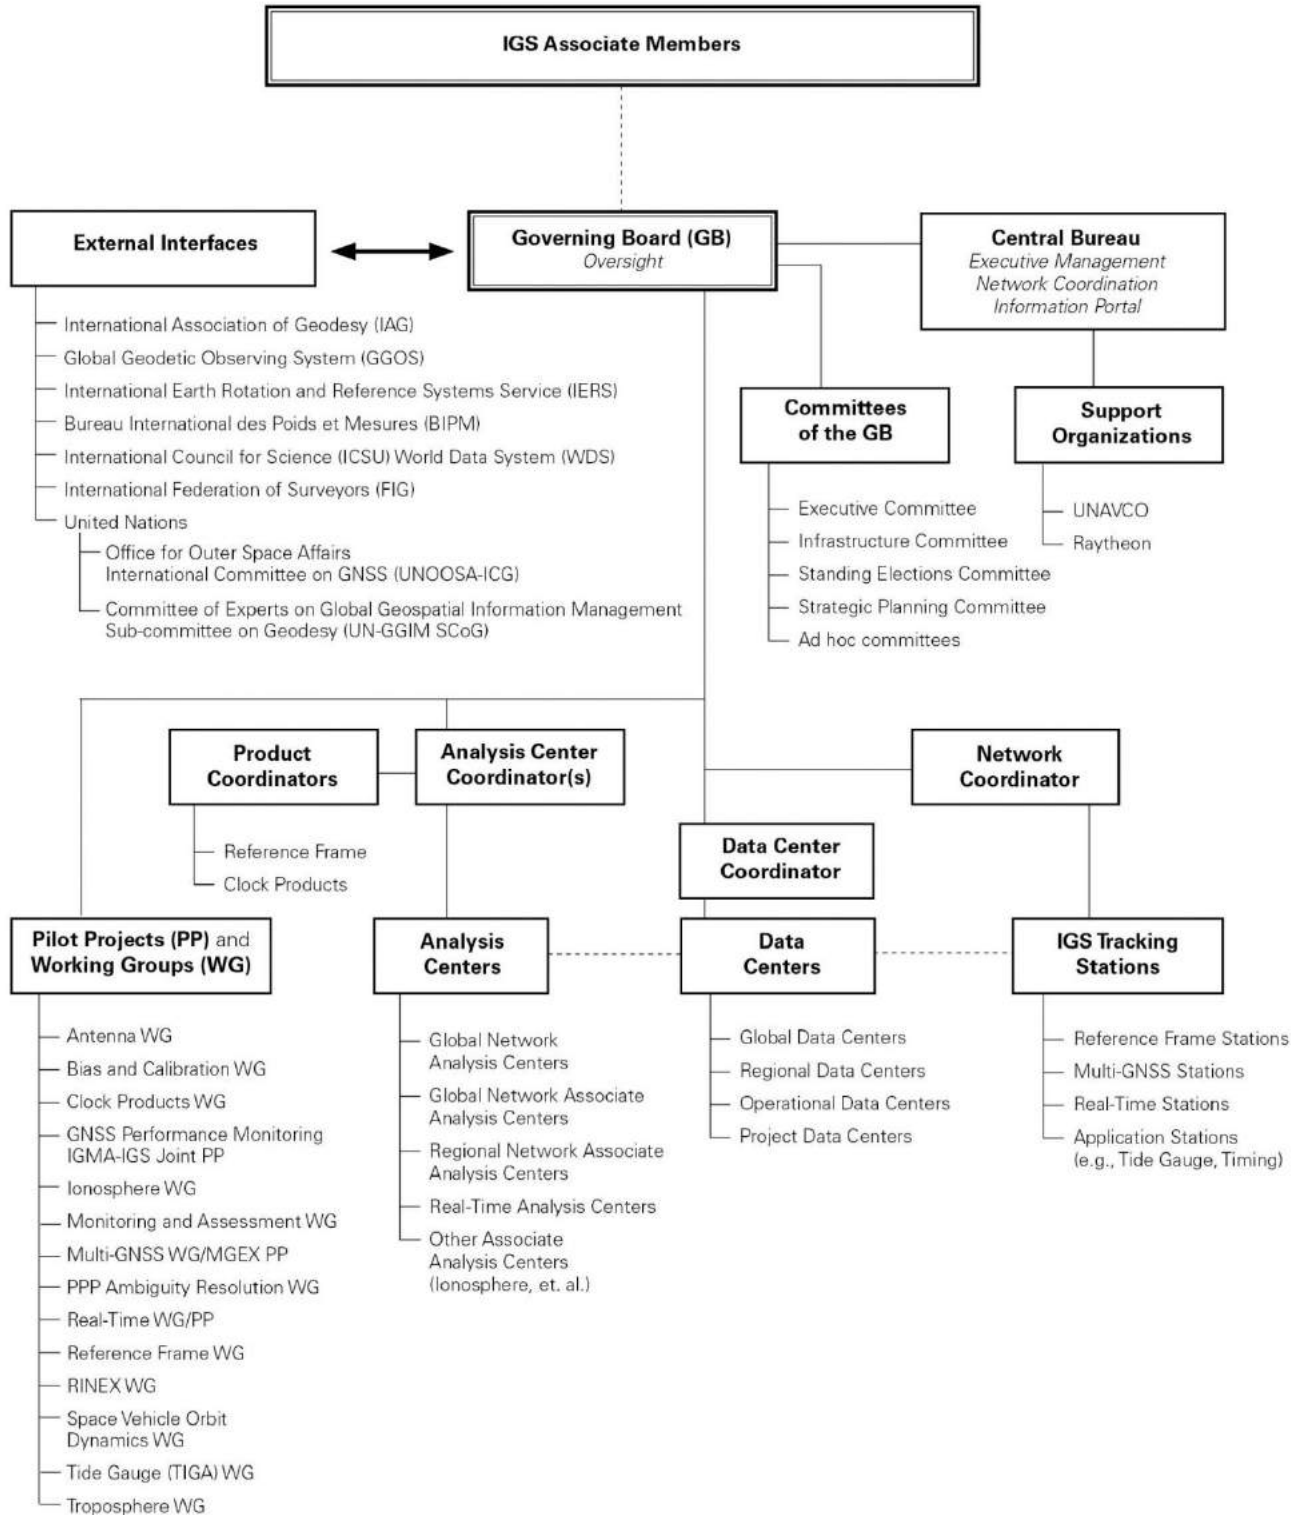 IGS Associate Members
External Interfaces
Governing Board (GB)
Oversight
Central Bureau
Executive Management
Network Coordination
Information Portal
International Association of Geodesy (IAG)
Global Geodetic Observing System (GGOS)
International Earth Rotation and Reference Systems Service (IERS)
Bureau International des Poids et Mesures (BIPM)
International Council for Science (ICSU) World Data System (WDS)
International Federation of Surveyors (FIG)
United Nations
Office for Outer Space Affairs
International Committee on GNSS (UNOOSA-ICG)
Committee of Experts on Global Geospatial Information Management
Sub-committee on Geodesy (UN-GGIM SCoG)
Committees
of the GB
Executive Committee
Infrastructure Committee
Standing Elections Committee
Strategic Planning Committee
Ad hoc committees
Support
Organizations
UNAVCO
Raytheon
Product
Coordinators
Reference Frame
Clock Products
Analysis Center
Coordinator(s)
Network
Coordinator
Data Center
Coordinator
Pilot Projects (PP) and
Working Groups (WG)
Antenna WG
Bias and Calibration WG
Clock Products WG
GNSS Performance Monitoring
IGMA-IGS Joint PP
Ionosphere WG
Monitoring and Assessment WG
Multi-GNSS WG/MGEX PP
PPP Ambiguity Resolution WG
Real-Time WG/PP
Reference Frame WG
RINEX WG
Space Vehicle Orbit
Dynamics WG
Tide Gauge (TIGA) WG
Troposphere WG
Analysis
Centers
Global Network
Analysis Centers
Global Network Associate
Analysis Centers
Regional Network Associate
Analysis Centers
Real-Time Analysis Centers
Other Associate
Analysis Centers
(Ionosphere, et. al.)
Data
Centers
Global Data Centers
Regional Data Centers
Operational Data Centers
Project Data Centers
IGS Tracking
Stations
Reference Frame Stations
Multi-GNSS Stations
Real-Time Stations
Application Stations
(e.g., Tide Gauge, Timing)